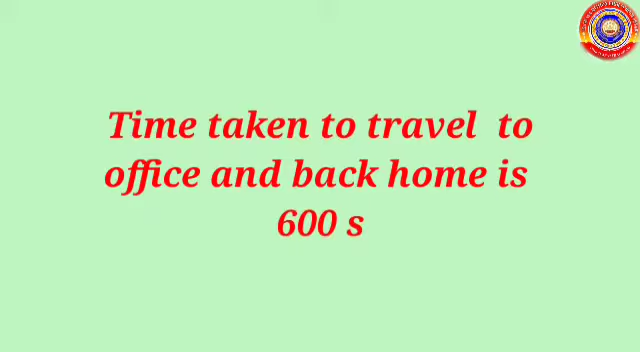 Time taken to travel to
office and back home is
600 s